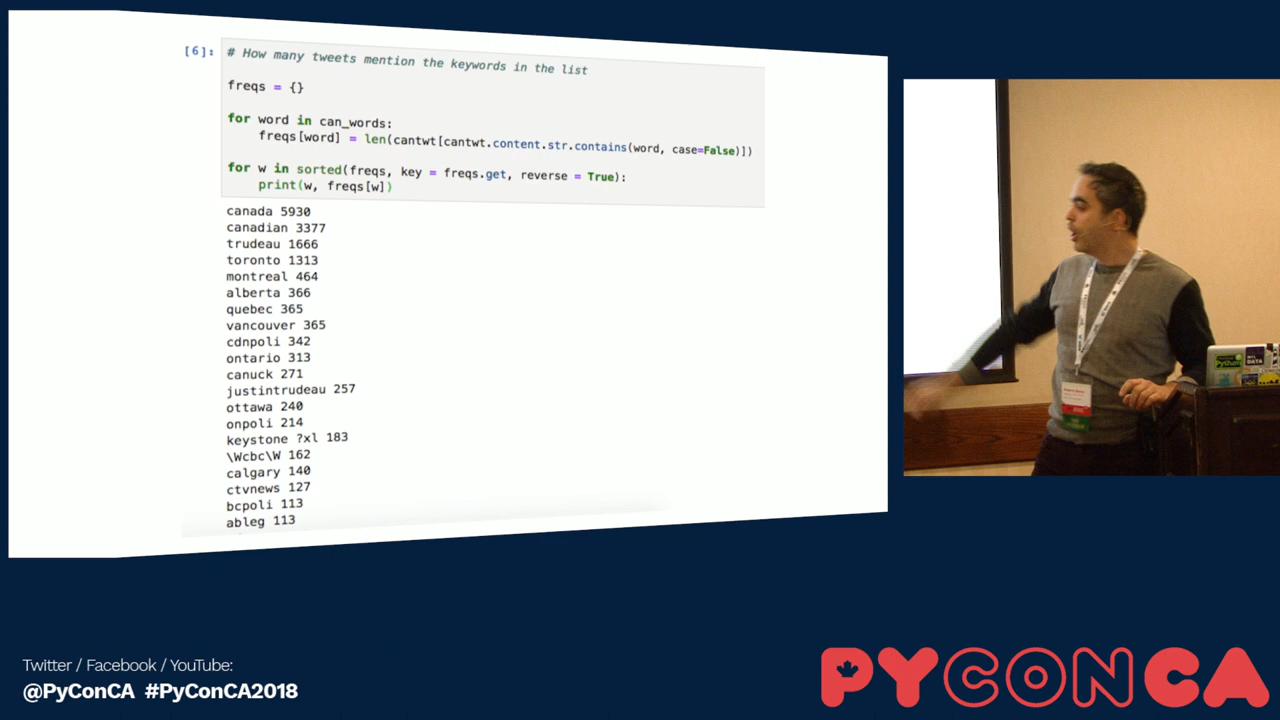 [6]: # How many tweets mention the keywords in the list
freqs = {}
for word in can_words:
freqs[word] = len(cantwt[cantwt.content.str.contains(word, case=False)])
for w in sorted(freqs, key = freqs.get, reverse = True):
print(w, freqs[w])
canada 5930
canadian 3377
trudeau 1666
toronto 1313
montreal 464
alberta 366
quebec 365
vancouver 365
cdnpoli 342
ontario 313
canuck 271
justintrudeau 257
ottawa 240
onpoli 214
keystone ?xl 183
\Wcbc\W 162
calgary 140
ctvnews 127
bcpoli 113
ableg 113
Python
DATA
Twitter / Facebook / YouTube:
@PyConCA #PyConCA2018
PYCONCA